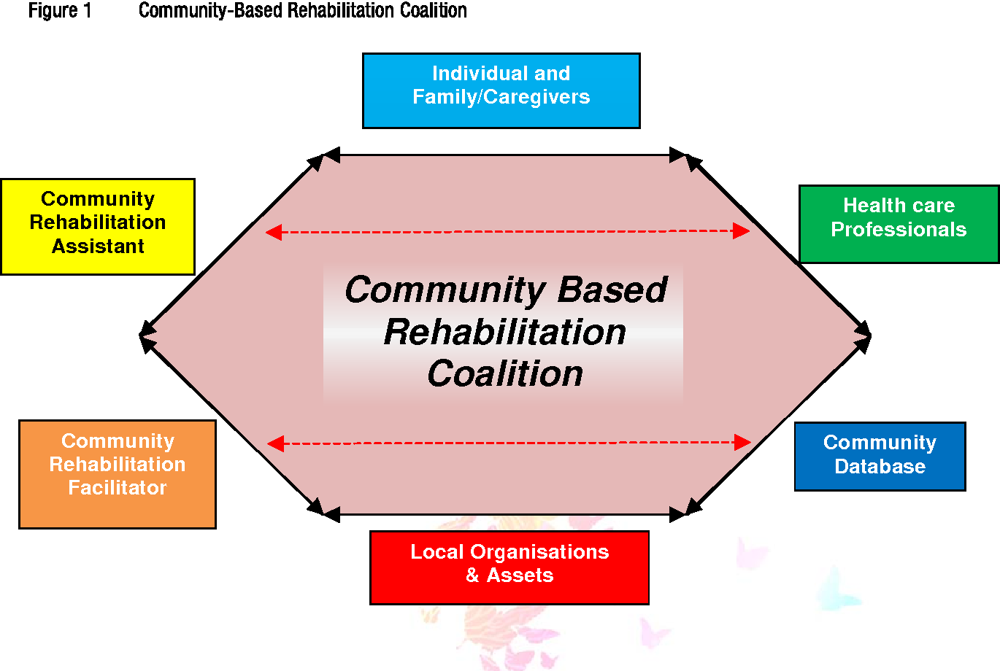 Figure 1 Community-Based Rehabilitation Coalition
Individual and
Family/Caregivers
Community
Rehabilitation
Assistant
Health care
Professionals
Community Based
Rehabilitation
Coalition
Community
Rehabilitation
Facilitator
Community
Database
Local Organisations
& Assets